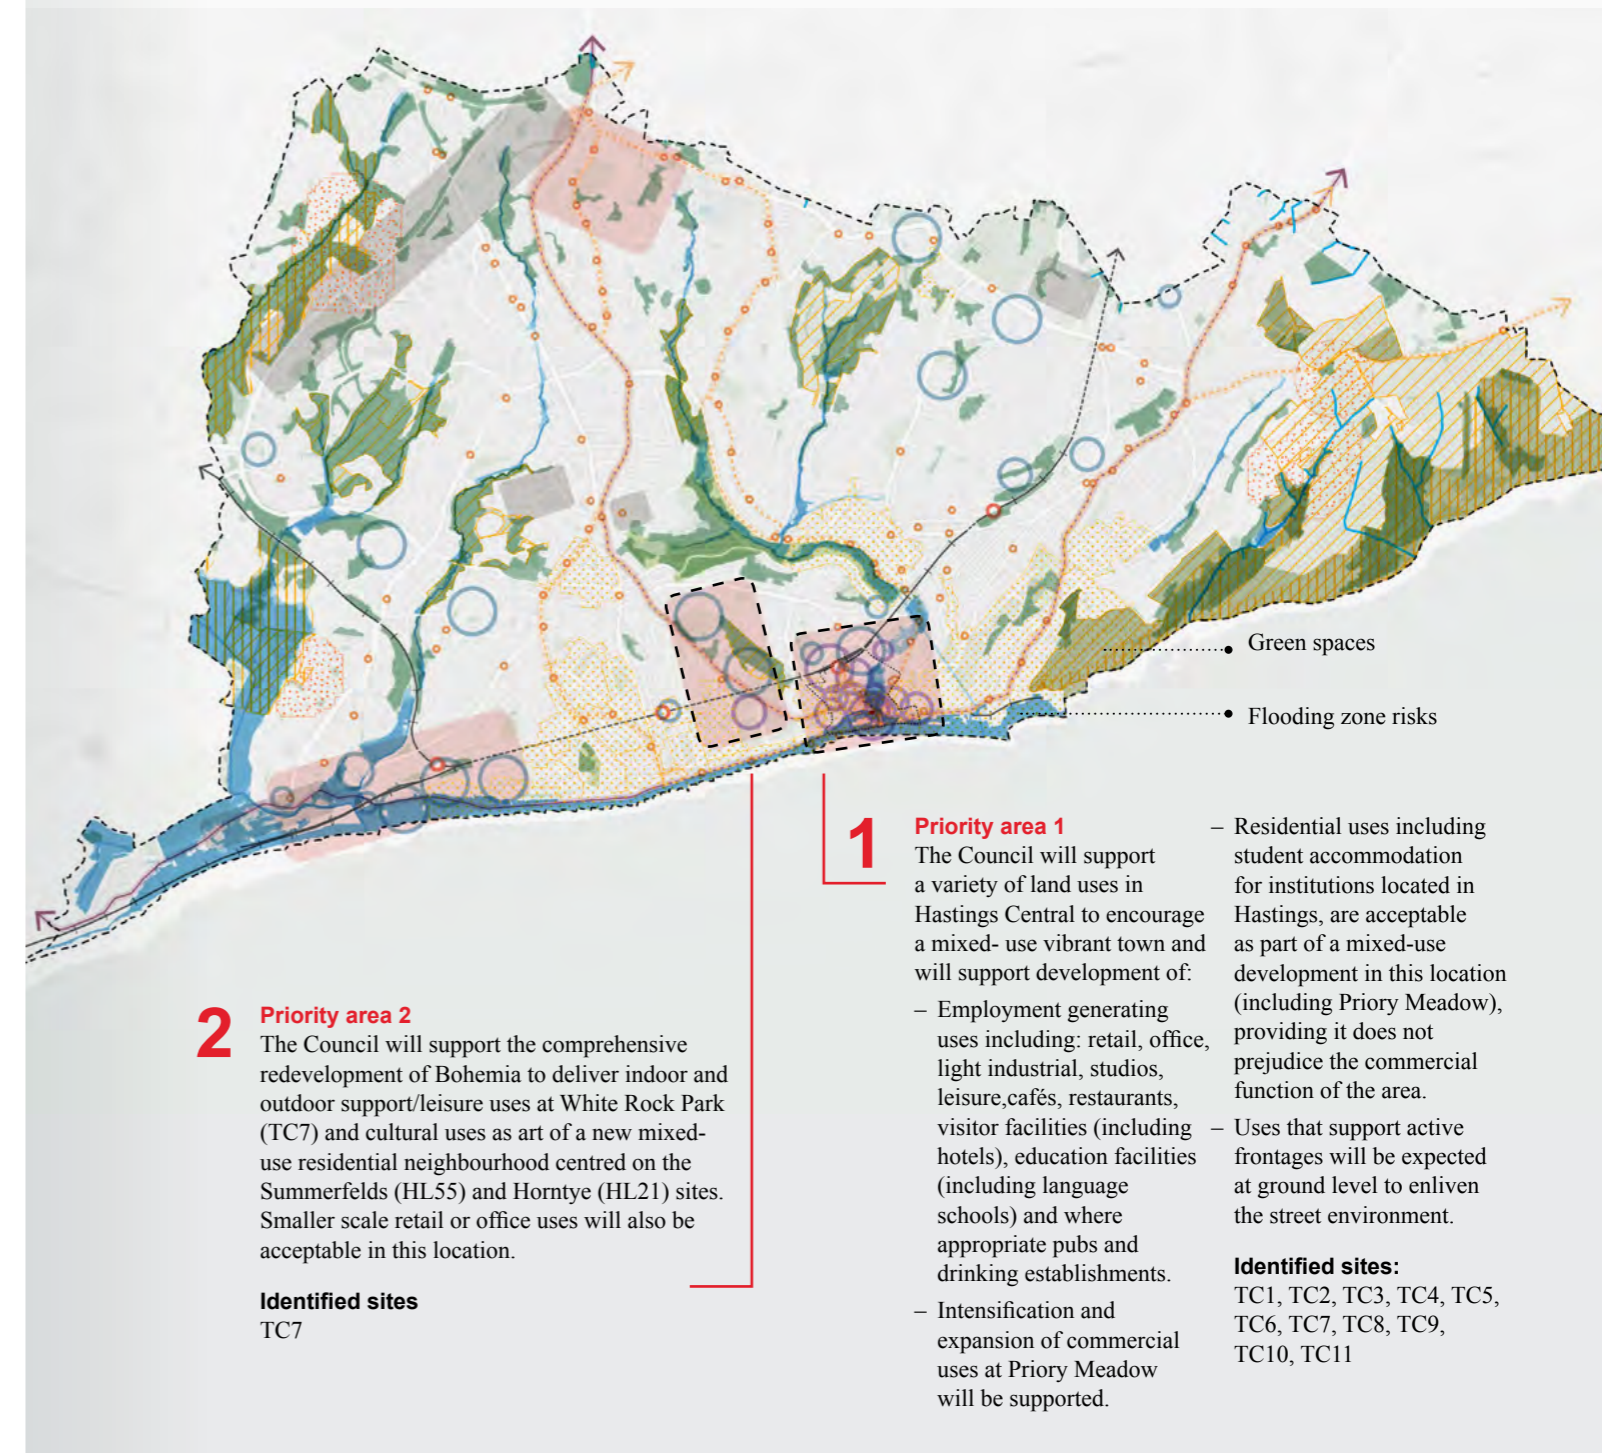 Green spaces
Flooding zone risks
1
Priority area 1
The Council will support
a variety of land uses in
Hastings Central to encourage
a mixed- use vibrant town and
will support development of:
– Employment generating
uses including: retail, office,
light industrial, studios,
leisure,cafés, restaurants,
visitor facilities (including
hotels), education facilities
(including language
schools) and where
appropriate pubs and
drinking establishments.
– Intensification and
expansion of commercial
uses at Priory Meadow
will be supported.
– Residential uses including
student accommodation
for institutions located in
Hastings, are acceptable
as part of a mixed-use
development in this location
(including Priory Meadow),
providing it does not
prejudice the commercial
function of the area.
– Uses that support active
frontages will be expected
at ground level to enliven
the street environment.
Identified sites:
TC1, TC2, TC3, TC4, TC5,
TC6, TC7, TC8, TC9,
TC10, TC11
2
Priority area 2
The Council will support the comprehensive
redevelopment of Bohemia to deliver indoor and
outdoor support/leisure uses at White Rock Park
(TC7) and cultural uses as art of a new mixed-
use residential neighbourhood centred on the
Summerfelds (HL55) and Horntye (HL21) sites.
Smaller scale retail or office uses will also be
acceptable in this location.
Identified sites
TC7